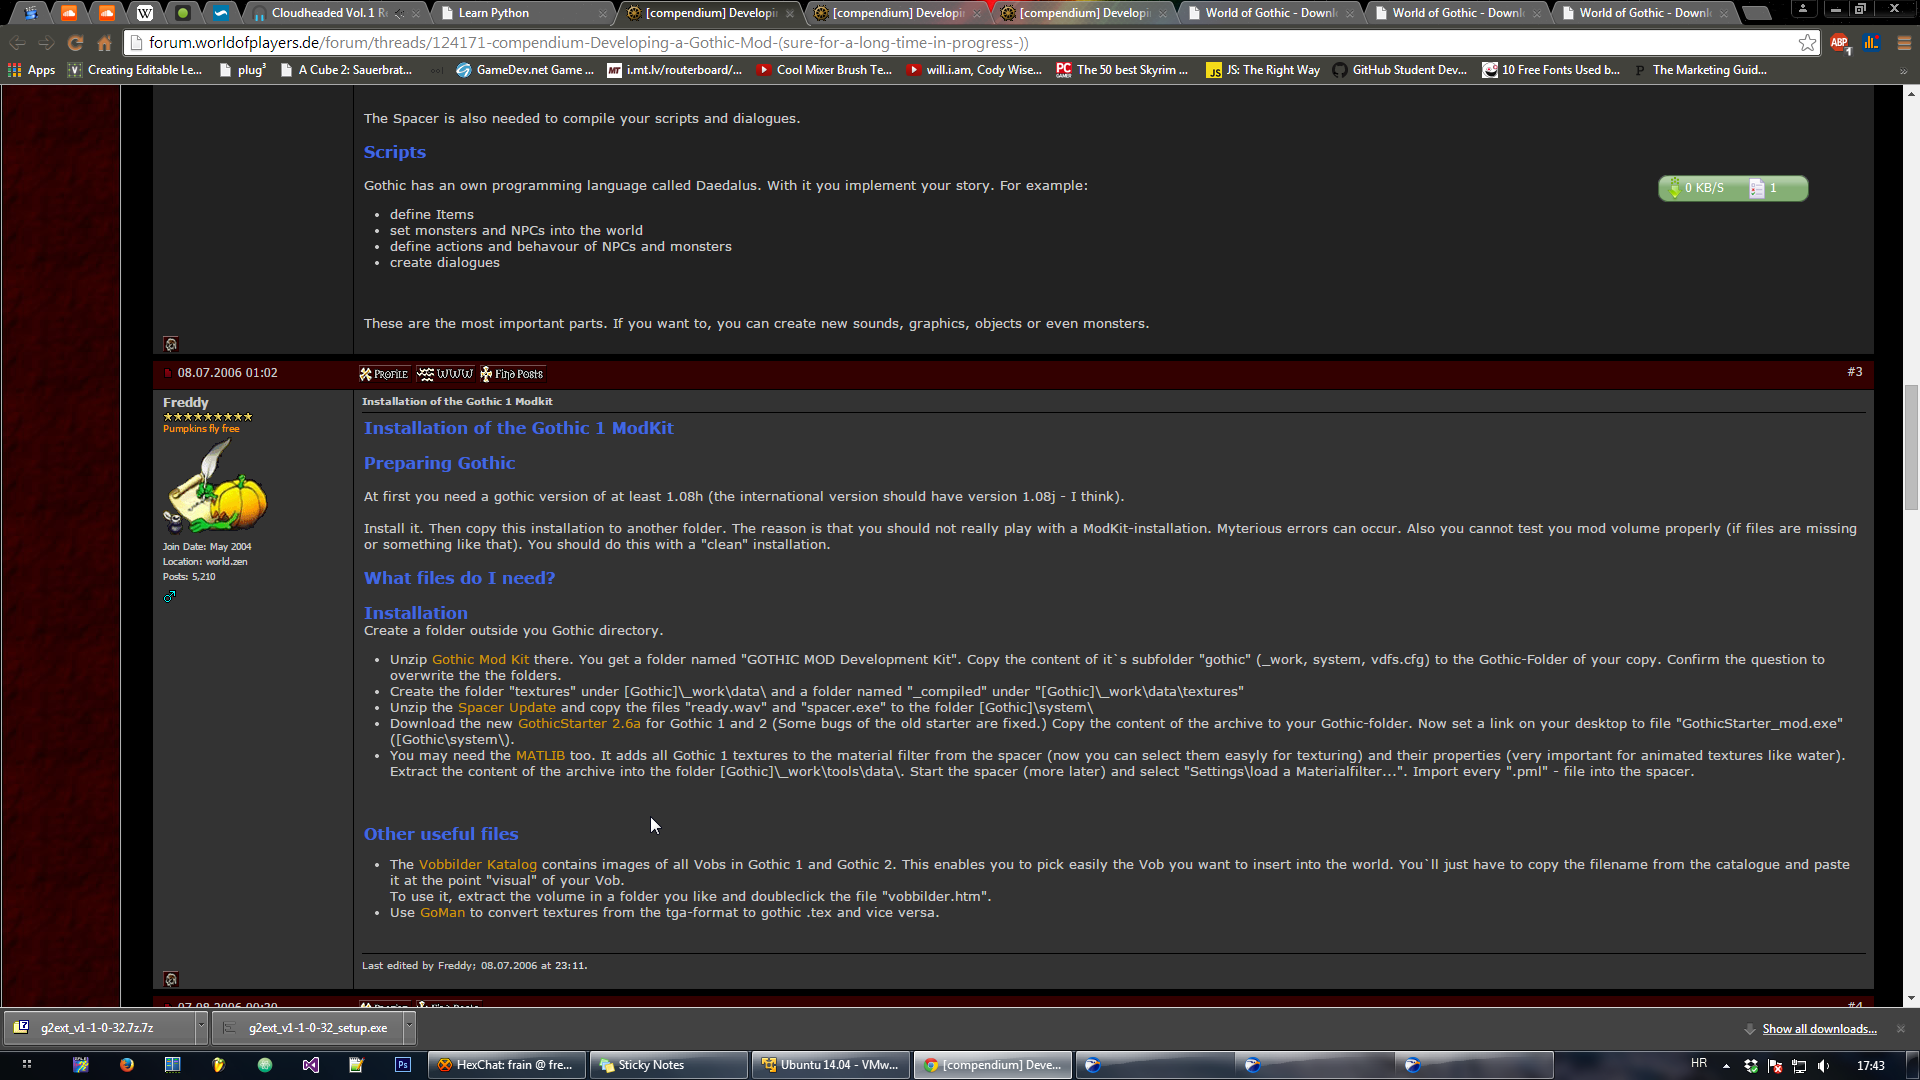 Cloudheaded Vol. 1 R
Learn Python
[compendium] Developi
[compendium] Developi
[compendium] Developi
World of Gothic - Downl
World of Gothic - Downl
World of Gothic - Downl
forum.worldofplayers.de/forum/threads/124171-compendium-Developing-a-Gothic-Mod-(sure-for-a-long-time-in-progress-))
ABP
1
Apps
Creating Editable Le...
plug³
A Cube 2: Sauerbrat...
GameDev.net Game ...
i.mt.lv/routerboard/...
Cool Mixer Brush Te...
will.i.am, Cody Wise...
The 50 best Skyrim ...
JS: The Right Way
GitHub Student Dev...
10 Free Fonts Used b...
The Marketing Guid...
The Spacer is also needed to compile your scripts and dialogues.
Scripts
Gothic has an own programming language called Daedalus. With it you implement your story. For example:
0 KB/S 1
• define Items
• set monsters and NPCs into the world
• define actions and behavour of NPCs and monsters
• create dialogues
These are the most important parts. If you want to, you can create new sounds, graphics, objects or even monsters.
08.07.2006 01:02
Profile WWW Find Posts
#3
Freddy
Pumpkins fly free
Join Date: May 2004
Location: world.zen
Posts: 5,210
Installation of the Gothic 1 Modkit
Installation of the Gothic 1 ModKit
Preparing Gothic
At first you need a gothic version of at least 1.08h (the international version should have version 1.08j - I think).
Install it. Then copy this installation to another folder. The reason is that you should not really play with a ModKit-installation. Myterious errors can occur. Also you cannot test you mod volume properly (if files are missing
or something like that). You should do this with a "clean" installation.
What files do I need?
Installation
Create a folder outside you Gothic directory.
• Unzip Gothic Mod Kit there. You get a folder named "GOTHIC MOD Development Kit". Copy the content of it`s subfolder "gothic" (_work, system, vdfs.cfg) to the Gothic-Folder of your copy. Confirm the question to
overwrite the the folders.
• Create the folder "textures" under [Gothic]\_work\data\ and a folder named "_compiled" under "[Gothic]\_work\data\textures"
• Unzip the Spacer Update and copy the files "ready.wav" and "spacer.exe" to the folder [Gothic]\system\
• Download the new GothicStarter 2.6a for Gothic 1 and 2 (Some bugs of the old starter are fixed.) Copy the content of the archive to your Gothic-folder. Now set a link on your desktop to file "GothicStarter_mod.exe"
([Gothic\system\).
• You may need the MATLIB too. It adds all Gothic 1 textures to the material filter from the spacer (now you can select them easyly for texturing) and their properties (very important for animated textures like water).
Extract the content of the archive into the folder [Gothic]\_work\tools\data\. Start the spacer (more later) and select "Settings\load a Materialfilter...". Import every ".pml" - file into the spacer.
Other useful files
• The Vobbilder Katalog contains images of all Vobs in Gothic 1 and Gothic 2. This enables you to pick easily the Vob you want to insert into the world. You`ll just have to copy the filename from the catalogue and paste
it at the point "visual" of your Vob.
To use it, extract the volume in a folder you like and doubleclick the file "vobbilder.htm".
• Use GoMan to convert textures from the tga-format to gothic .tex and vice versa.
Last edited by Freddy; 08.07.2006 at 23:11.
g2ext_v1-1-0-32.7z.7z
g2ext_v1-1-0-32_setup.exe
Show all downloads...
HexChat: frain @ fre...
Sticky Notes
Ubuntu 14.04 - VMw...
[compendium] Deve...
HR
17:43